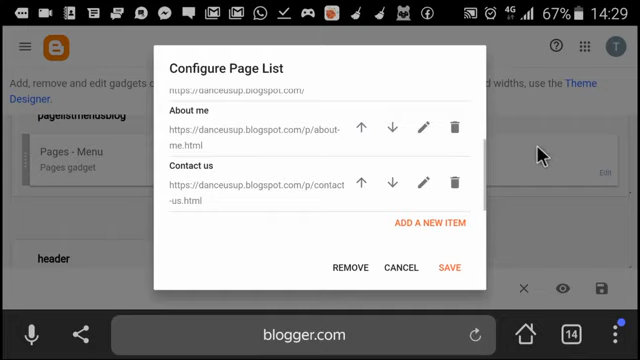 4G
67%
14:29
T
Add, remove and edit gadgets o
d widths, use the Theme
Designer.
pagelistmendsblog
Pages - Menu
Pages gadget
Edit
header
Configure Page List
https://danceusup.blogspot.com/
About me
https://danceusup.blogspot.com/p/about-
me.html
Contact us
https://danceusup.blogspot.com/p/contact
-us.html
ADD A NEW ITEM
REMOVE
CANCEL
SAVE
blogger.com
14